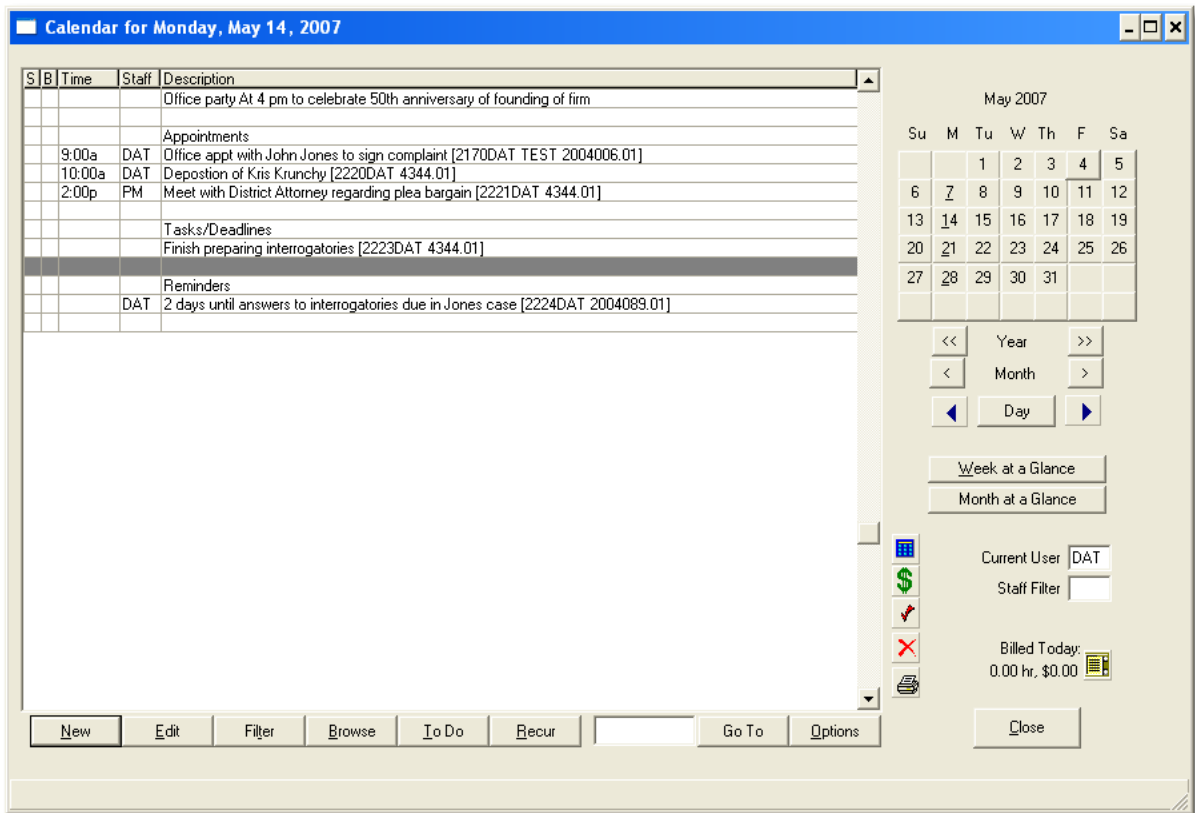 Calendar for Monday, May 14, 2007
S B Time Staff Description
Office party At 4 pm to celebrate 50th anniversary of founding of firm
Appointments
9:00a DAT Office appt with John Jones to sign complaint [2170DAT TEST 2004006.01]
10:00a DAT Depostion of Kris Krunchy [2220DAT 4344.01]
2:00p PM Meet with District Attorney regarding plea bargain [2221DAT 4344.01]
Tasks/Deadlines
Finish preparing interrogatories [2223DAT 4344.01]
Reminders
DAT 2 days until answers to interrogatories due in Jones case [2224DAT 2004089.01]
May 2007
Su M Tu W Th F Sa
1 2 3 4 5
6 7 8 9 10 11 12
13 14 15 16 17 18 19
20 21 22 23 24 25 26
27 28 29 30 31
<< Year >>
< Month >
Day
Week at a Glance
Month at a Glance
Current User DAT
Staff Filter
$
Billed Today:
0.00 hr, $0.00
New Edit Filter Browse To Do Recur Go To Options
Close